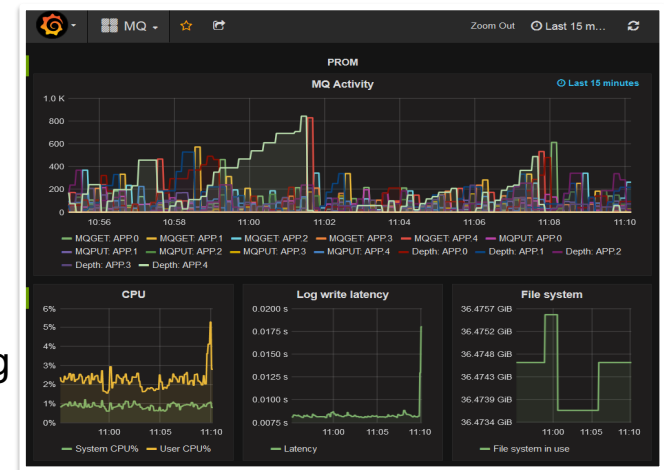 MQ
Zoom Out
Last 15 m...
PROM
MQ Activity
Last 15 minutes
1.0 K
800
600
400
200
0
10:56 10:58 11:00 11:02 11:04 11:06 11:08 11:10
MQGET: APP.0 MQGET: APP.1 MQGET: APP.2 MQGET: APP.3 MQGET: APP.4 MQPUT: APP.0
MQPUT: APP.1 MQPUT: APP.2 MQPUT: APP.3 MQPUT: APP.4 Depth: APP.0 Depth: APP.1 Depth: APP.2
Depth: APP.3 Depth: APP.4
g
CPU
6%
5%
4%
3%
2%
1%
0%
11:00 11:05 11:10
System CPU% User CPU%
Log write latency
0.0200 s
0.0175 s
0.0150 s
0.0125 s
0.0100 s
0.0075 s
11:00 11:05 11:10
Latency
File system
36.4757 GiB
36.4752 GiB
36.4748 GiB
36.4743 GiB
36.4739 GiB
36.4734 GiB
11:00 11:05 11:10
File system in use